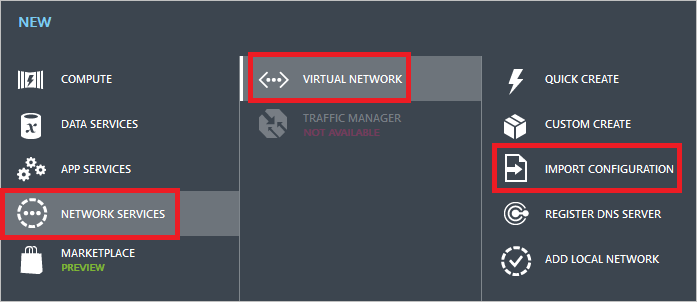 NEW
COMPUTE
DATA SERVICES
APP SERVICES
NETWORK SERVICES
MARKETPLACE
PREVIEW
VIRTUAL NETWORK
TRAFFIC MANAGER
NOT AVAILABLE
QUICK CREATE
CUSTOM CREATE
IMPORT CONFIGURATION
REGISTER DNS SERVER
ADD LOCAL NETWORK